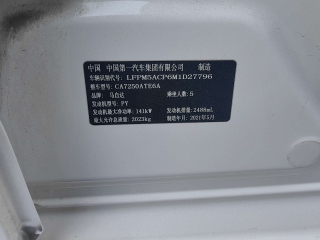 中国 中国第一汽车集团有限公司 制造
车辆识别代号: LFPM5ACP6M1D27796
整车型号: CA7250ATE6A
品牌: 马自达 乘坐人数: 5
发动机型号: PY
发动机最大净功率: 141kW 发动机排量: 2488mL
最大允许总质量: 2023kg 制造年月: 2021年5月